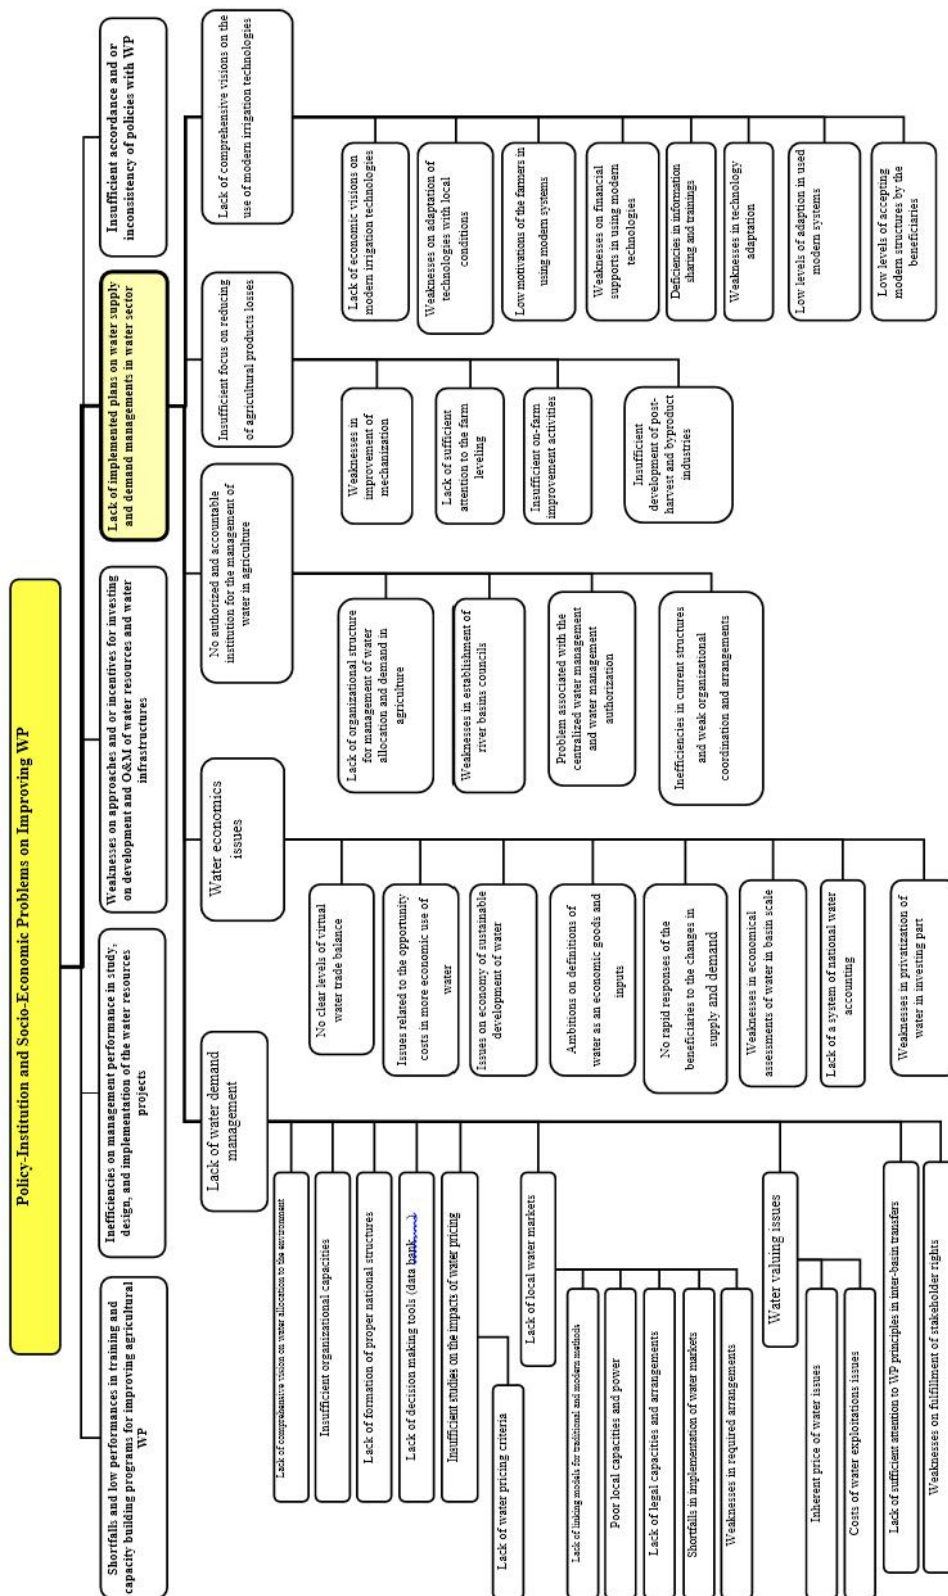 Policy-Institution and Socio-Economic Problems on Improving WP
Shortfalls and low performances in training and
capacity building programs for improving agricultural
WP
Inefficiencies on management performance in study,
design, and implementation of the water resources
projects
Weaknesses on approaches and or incentives for investing
on development and O&M of water resources and water
infrastructures
Lack of implemented plans on water supply
and demand managements in water sector
Insufficient accordance and or
inconsistency of policies with WP
Lack of water demand
management
Water economics
issues
No authorized and accountable
institution for the management of
water in agriculture
Insufficient focus on reducing
of agricultural products losses
Lack of comprehensive visions on the
use of modern irrigation technologies
Lack of comprehensive vision on water allocation to the environment
Insufficient organizational capacities
Lack of formation of proper national structures
Lack of decision making tools (data bank......)
Insufficient studies on the impacts of water pricing
Lack of water pricing criteria
Lack of local water markets
Lack of linking models for traditional and modern methods
Poor local capacities and power
Lack of legal capacities and arrangements
Shortfalls in implementation of water markets
Weaknesses in required arrangements
Water valuing issues
Inherent price of water issues
Costs of water exploitations issues
Lack of sufficient attention to WP principles in inter-basin transfers
Weaknesses on fulfillment of stakeholder rights
No clear levels of virtual
water trade balance
Issues related to the opportunity
costs in more economic use of
water
Issues on economy of sustainable
development of water
Ambitions on definitions of
water as an economic goods and
inputs
No rapid responses of the
beneficiaries to the changes in
supply and demand
Weaknesses in economical
assessments of water in basin scale
Lack of a system of national water
accounting
Weaknesses in privatization of
water in investing part
Lack of organizational structure
for management of water
allocation and demand in
agriculture
Weaknesses in establishment of
river basins councils
Problem associated with the
centralized water management
and water management
authorization
Inefficiencies in current structures
and weak organizational
coordination and arrangements
Weaknesses in
improvement of
mechanization
Lack of sufficient
attention to the farm
leveling
Insufficient on-farm
improvement activities
Insufficient
development of post-
harvest and byproduct
industries
Lack of economic visions on
modern irrigation technologies
Weaknesses on adaptation of
technologies with local
conditions
Low motivations of the farmers in
using modern systems
Weaknesses on financial
supports in using modern
technologies
Deficiencies in information
sharing and trainings
Weaknesses in technology
adaptation
Low levels of adaption in used
modern systems
Low levels of accepting
modern structures by the
beneficiaries